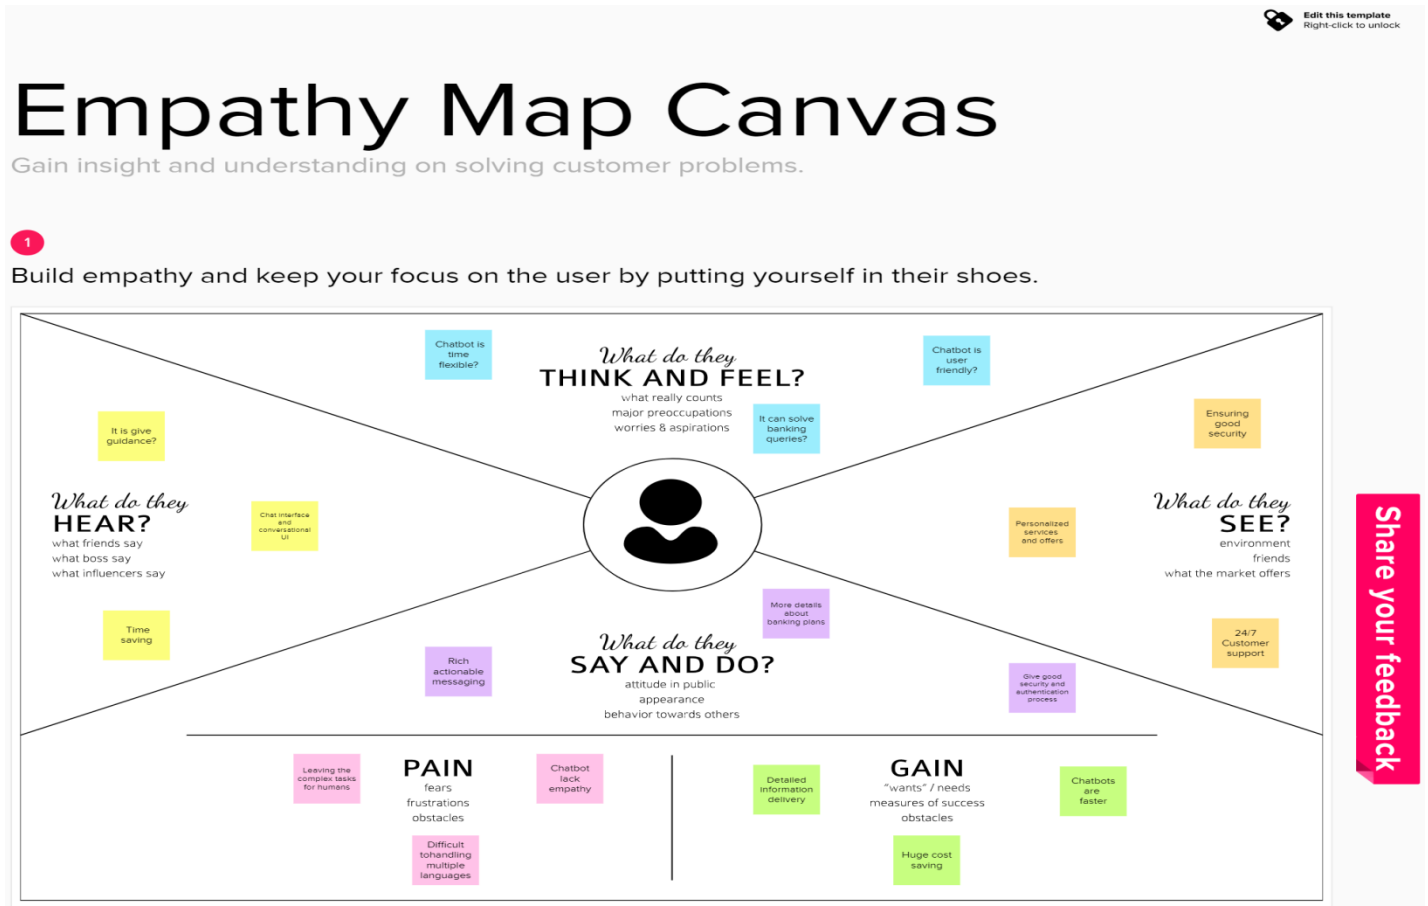 Edit this template
Right-click to unlock
Empathy Map Canvas
Gain insight and understanding on solving customer problems.
1
Build empathy and keep your focus on the user by putting yourself in their shoes.
Chatbot is
time
flexible?
What do they
THINK AND FEEL?
what really counts
major preoccupations
worries & aspirations
Chatbot is
user
friendly?
It can solve
banking
queries?
It is give
guidance?
What do they
HEAR?
what friends say
what boss say
what influencers say
Chat interface
and
conversational
UI
Time
saving
Ensuring
good
security
Personalized
services
and offers
What do they
SEE?
environment
friends
what the market offers
24/7
Customer
support
More details
about
banking plans
What do they
SAY AND DO?
attitude in public
appearance
behavior towards others
Rich
actionable
messaging
Give good
security and
authentication
process
Leaving the
complex tasks
for humans
PAIN
fears
frustrations
obstacles
Chatbot
lack
empathy
Difficult
tohandling
multiple
languages
Detailed
information
delivery
GAIN
"wants" / needs
measures of success
obstacles
Chatbots
are
faster
Huge cost
saving
Share your feedback